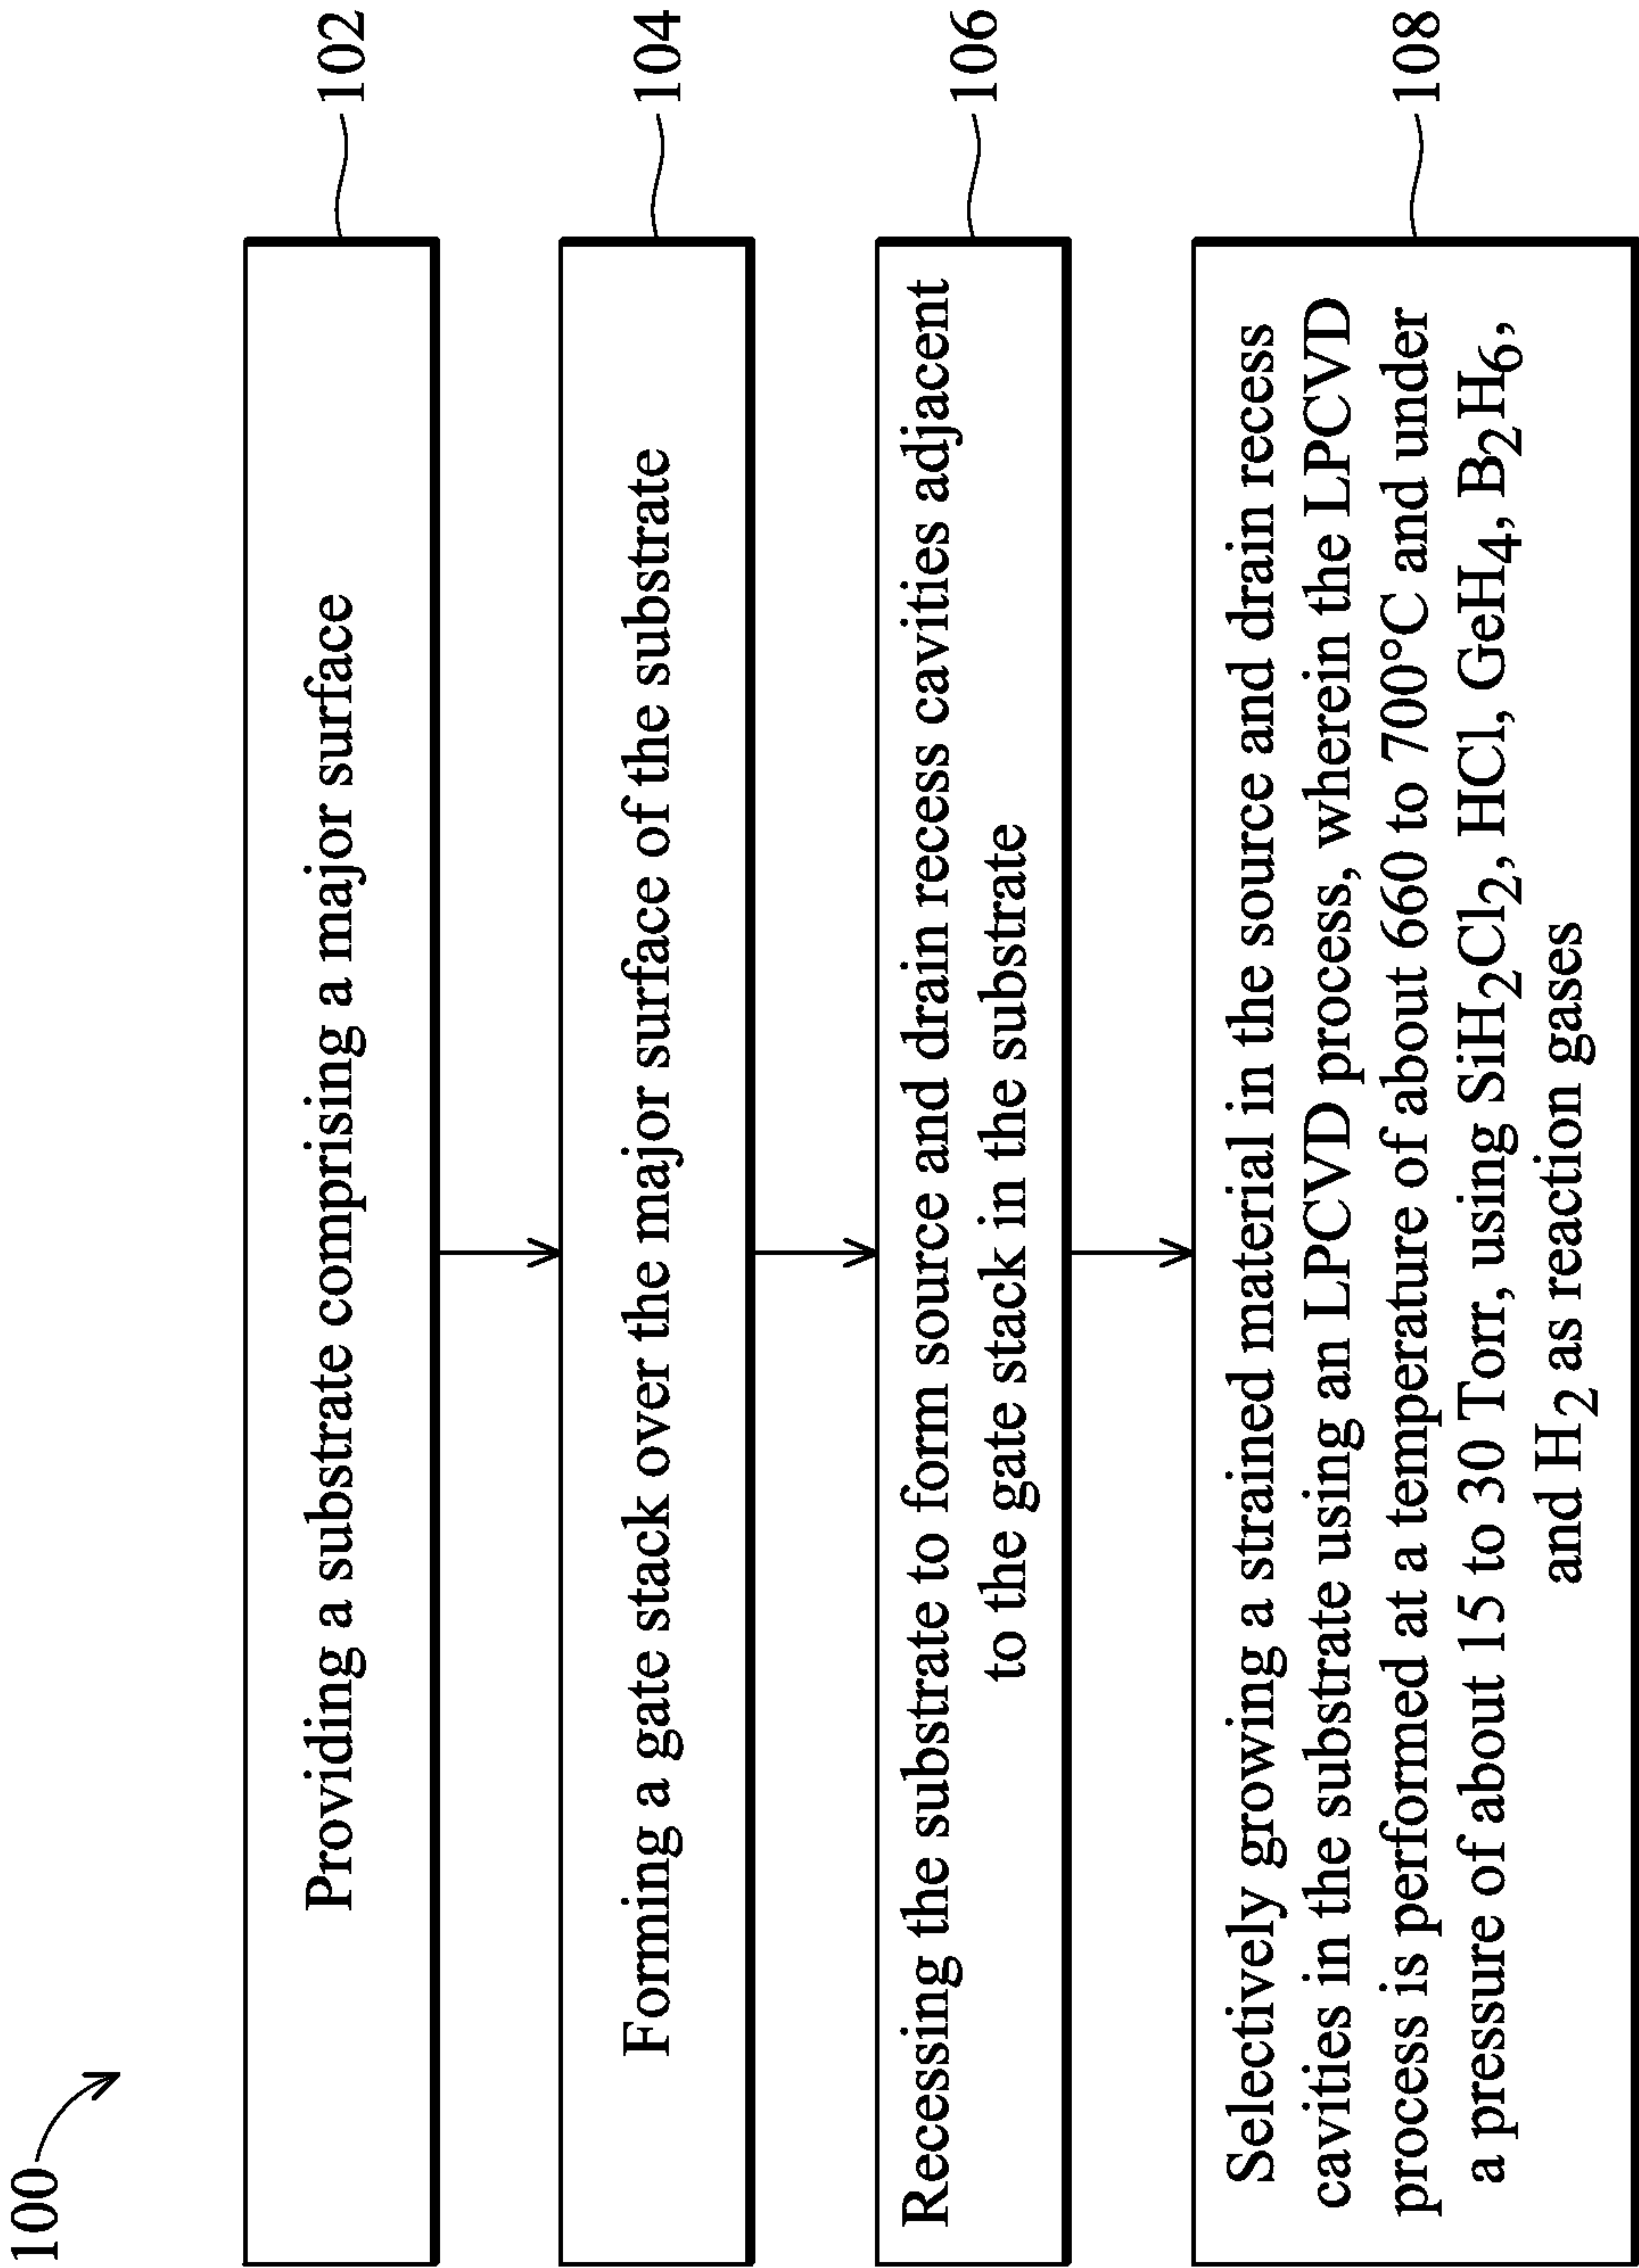 100
Providing a substrate comprising a major surface
102
Forming a gate stack over the major surface of the substrate
104
Recessing the substrate to form source and drain recess cavities adjacent
to the gate stack in the substrate
106
Selectively growing a strained material in the source and drain recess
cavities in the substrate using an LPCVD process, wherein the LPCVD
process is performed at a temperature of about 660 to 700°C and under
a pressure of about 15 to 30 Torr, using SiH2Cl2, HCl, GeH4, B2H6,
and H2 as reaction gases
108